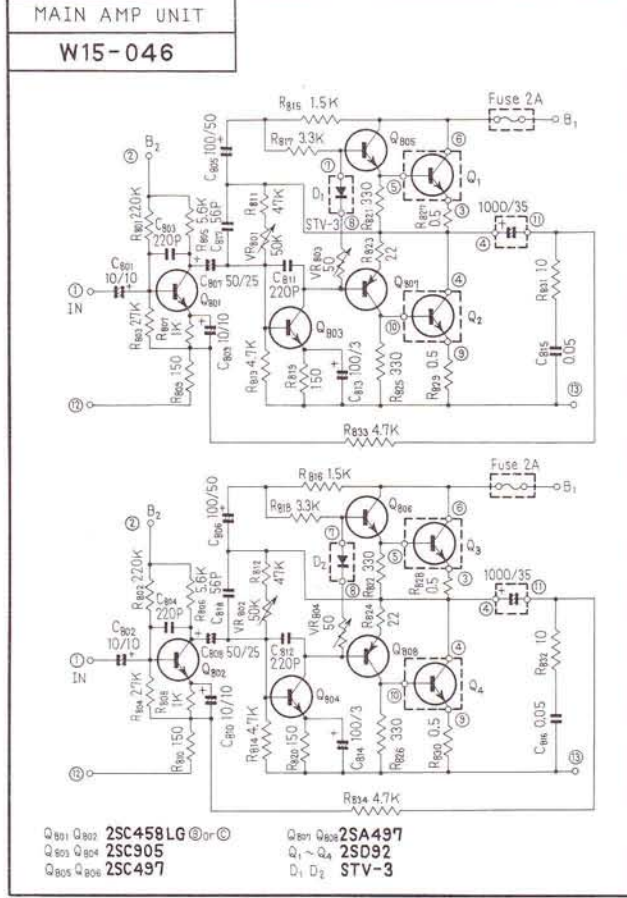 MAIN AMP UNIT
W15-046
R815 1.5K
Fuse 2A
B1
R817 3.3K
Q805
6
B2
2
C805 100/50
7
5
Q1
D1
8
STV-3
R821 330
R827 0.5
3
1000/35
11
4
R801 220K
C803 220P
R805 5.6K
C817 56P
R811 47K
VR801 50K
VR803 50
R823 22
C801 10/10
1
IN
C807 50/25
C811 220P
Q801
Q803
Q807
4
10
Q2
9
R831 10
C815 0.05
R803 27K
R807 1K
C809 10/10
R813 4.7K
R819 150
C813 100/3
R825 330
R829 0.5
R809 150
12
13
R833 4.7K
R816 1.5K
Fuse 2A
B1
R818 3.3K
Q806
6
B2
2
C806 100/50
7
5
Q3
D2
8
R822 330
R828 0.5
3
1000/35
11
4
R802 220K
C804 220P
R806 5.6K
C818 56P
R812 47K
VR802 50K
VR804 50
R824 22
C802 10/10
1
IN
C808 50/25
C812 220P
Q802
Q804
Q808
4
10
Q4
9
R832 10
C816 0.05
R804 27K
R808 1K
C810 10/10
R814 4.7K
R820 150
C814 100/3
R826 330
R830 0.5
R810 150
12
13
R834 4.7K
Q801 Q802 2SC458LG Ⓑ or Ⓒ
Q803 Q804 2SC905
Q805 Q806 2SC497
Q807 Q808 2SA497
Q1 ~ Q4 2SD92
D1 D2 STV-3